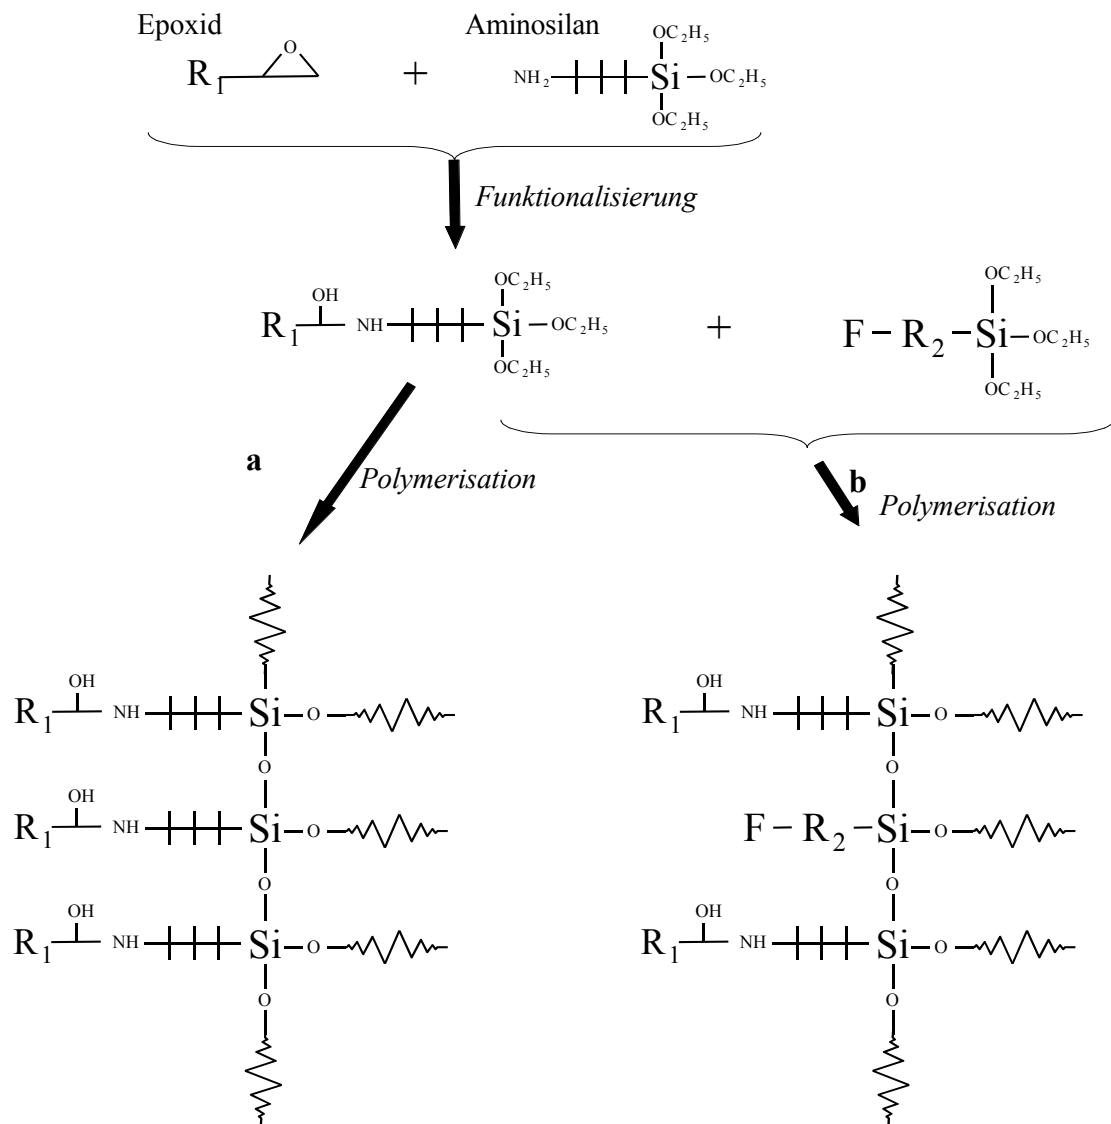 Epoxid
Aminosilan
R1 O + NH2 Si OC2H5 OC2H5 OC2H5
Funktionalisierung
R1 OH NH Si OC2H5 OC2H5 OC2H5 + F R2 Si OC2H5 OC2H5 OC2H5
a
Polymerisation
b
Polymerisation
R1 OH NH Si O
O
R1 OH NH Si O
O
R1 OH NH Si O
O
R1 OH NH Si O
O
F R2 Si O
O
R1 OH NH Si O
O